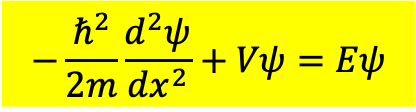 −ħ²/2m d²ψ/dx² + Vψ = Eψ